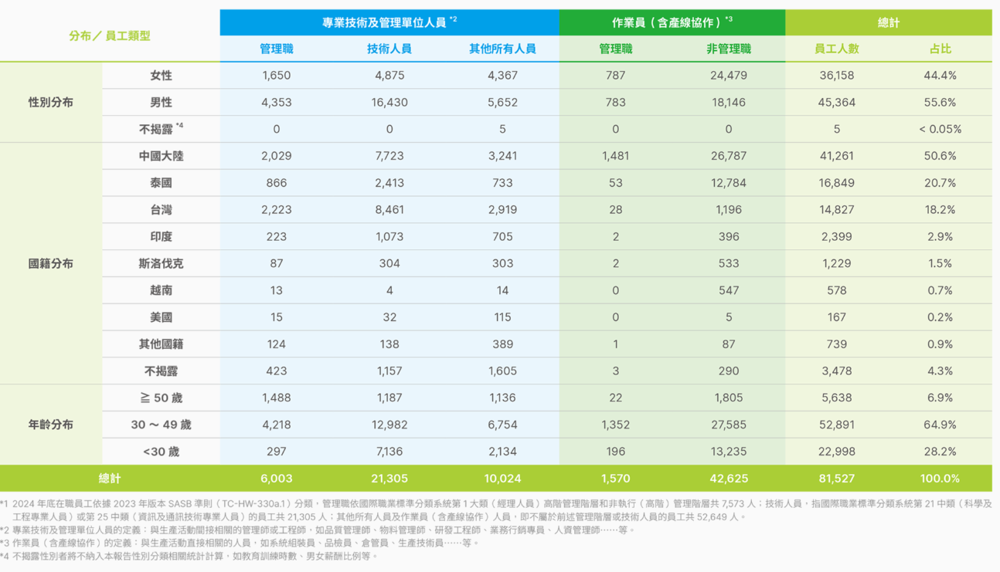 分布／員工類型 專業技術及管理單位人員 *2 作業員（含產線協作）*3 總計
管理職 技術人員 其他所有人員 管理職 非管理職 員工人數 占比
性別分布 女性 1,650 4,875 4,367 787 24,479 36,158 44.4%
男性 4,353 16,430 5,652 783 18,146 45,364 55.6%
不揭露 *4 0 0 5 0 0 5 < 0.05%
國籍分布 中國大陸 2,029 7,723 3,241 1,481 26,787 41,261 50.6%
泰國 866 2,413 733 53 12,784 16,849 20.7%
台灣 2,223 8,461 2,919 28 1,196 14,827 18.2%
印度 223 1,073 705 2 396 2,399 2.9%
斯洛伐克 87 304 303 2 533 1,229 1.5%
越南 13 4 14 0 547 578 0.7%
美國 15 32 115 0 5 167 0.2%
其他國籍 124 138 389 1 87 739 0.9%
不揭露 423 1,157 1,605 3 290 3,478 4.3%
年齡分布 ≧ 50 歲 1,488 1,187 1,136 22 1,805 5,638 6.9%
30 ～ 49 歲 4,218 12,982 6,754 1,352 27,585 52,891 64.9%
<30 歲 297 7,136 2,134 196 13,235 22,998 28.2%
總計 6,003 21,305 10,024 1,570 42,625 81,527 100.0%
*1 2024 年底在職員工依據 2023 年版本 SASB 準則（TC-HW-330a.1）分類，管理職依國際職業標準分類系統第 1 大類（經理人員）高階管理階層和非執行（高階）管理階層共 7,573 人；技術人員，指國際職業標準分類系統第 21 中類（科學及
工程專業人員）或第 25 中類（資訊及通訊技術專業人員）的員工共 21,305 人；其他所有人員及作業員（含產線協作）人員，即不屬於前述管理階層或技術人員的員工共 52,649 人。
*2 專業技術及管理單位人員的定義：與生產活動間接相關的管理師或工程師，如品質管理師、物料管理師、研發工程師、業務行銷專員、人資管理師⋯⋯等。
*3 作業員（含產線協作）的定義：與生產活動直接相關的人員，如系統組裝員、品檢員、倉管員、生產技術員⋯⋯等。
*4 不揭露性別者將不納入本報告性別分類相關統計計算，如教育訓練時數、男女薪酬比例等。